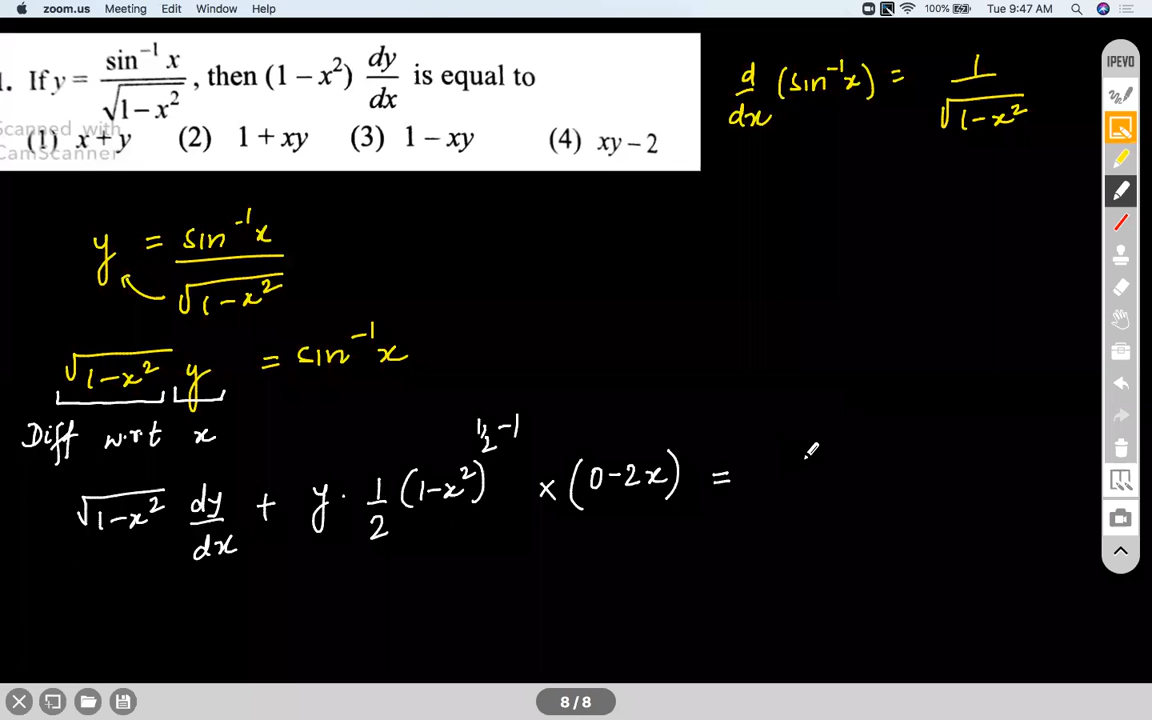 zoom.us Meeting Edit Window Help 100% Tue 9:47 AM
1. If y = sin⁻¹ x / √(1 – x²), then (1 – x²) dy/dx is equal to
(1) x + y (2) 1 + xy (3) 1 – xy (4) xy – 2
Scanned with
CamScanner
d/dx (sin⁻¹x) = 1/√(1-x²)
IPEVO
y = sin⁻¹x / √(1-x²)
√(1-x²) y = sin⁻¹x
Diff w.r.t x
√(1-x²) dy/dx + y · 1/2 (1-x²)^(1/2 -1) × (0-2x) =
8 / 8